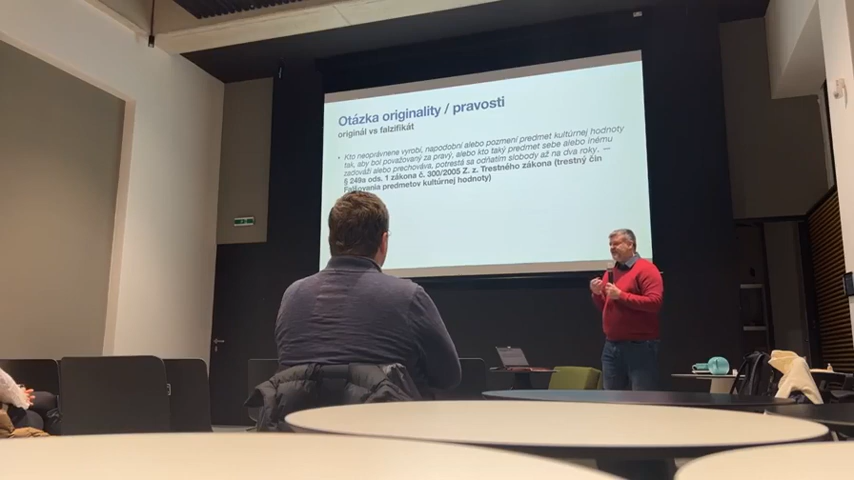 Otázka originality / pravosti
originál vs falzifikát
• Kto neoprávnene vyrobí, napodobní alebo pozmení predmet kultúrnej hodnoty
tak, aby bol považovaný za pravý, alebo kto taký predmet sebe alebo inému
zadováži alebo prechováva, potrestá sa odňatím slobody až na dva roky. —
§ 249a ods. 1 zákona č. 300/2005 Z. z. Trestného zákona (trestný čin
Falšovania predmetov kultúrnej hodnoty)